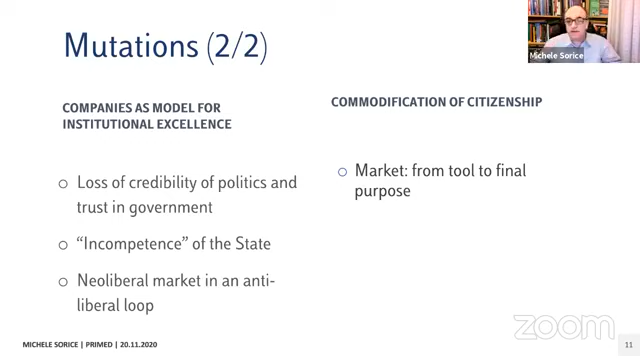 Mutations (2/2)
Michele Sorice
COMPANIES AS MODEL FOR
INSTITUTIONAL EXCELLENCE
○ Loss of credibility of politics and
trust in government
○ “Incompetence” of the State
○ Neoliberal market in an anti-
liberal loop
COMMODIFICATION OF CITIZENSHIP
○ Market: from tool to final
purpose
MICHELE SORICE | PRIMED | 20.11.2020
zoom
11